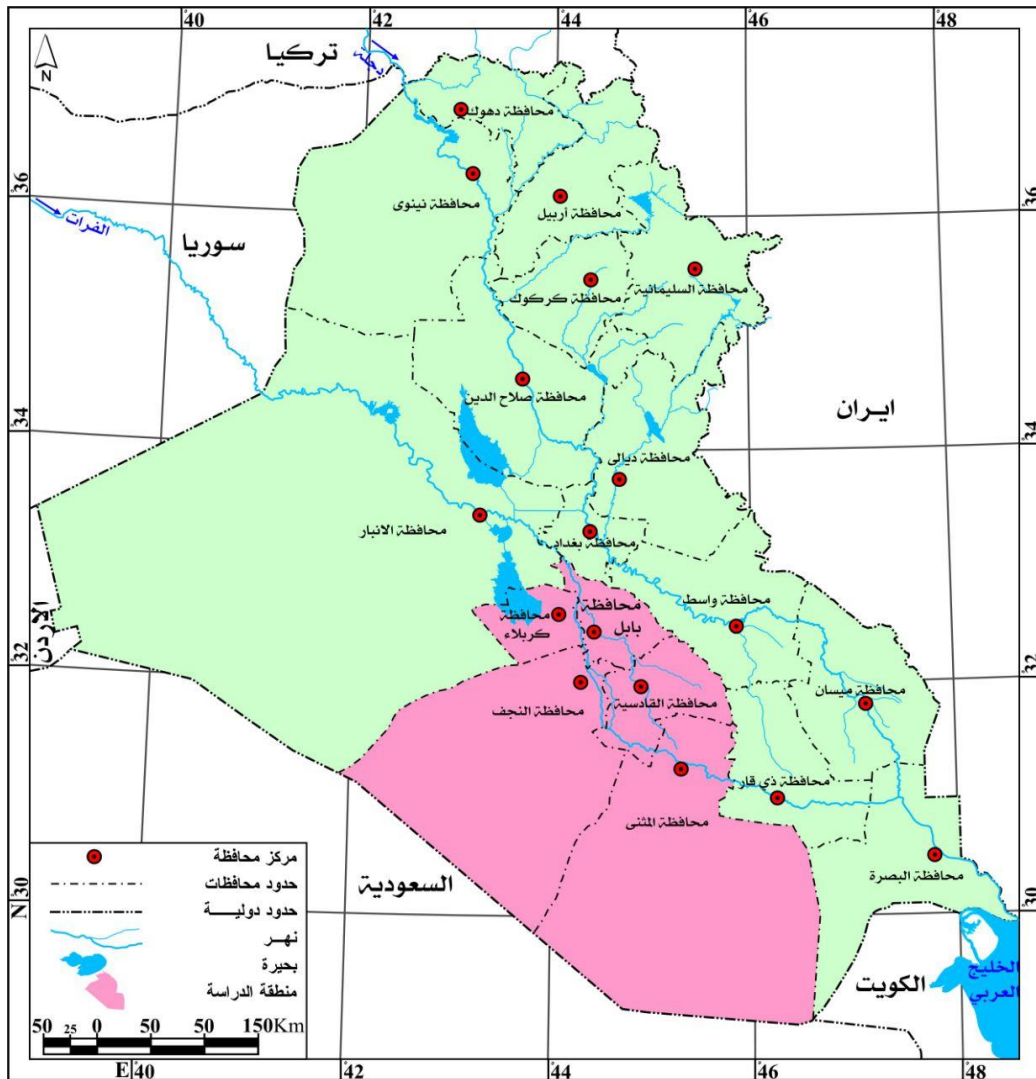 40
42
44
46
48
N
تركيا
دجلة
محافظة دهوك
36
36
محافظة نينوى
محافظة أربيل
الفرات
سوريا
محافظة السليمانية
محافظة كركوك
محافظة صلاح الدين
ايران
34
34
محافظة ديالى
محافظة الانبار
محافظة بغداد
محافظة واسط
محافظة
بابل
محافظة
كربلاء
الأردن
32
32
محافظة ميسان
محافظة القادسية
محافظة النجف
محافظة ذي قار
محافظة المثنى
محافظة البصرة
السعودية
N
30
30
الكويت
الخليج
العربي
مركز محافظة
حدود محافظات
حدود دوليــــة
نهــر
بحيرة
منطقة الدراسة
50 25 0 50 50 150Km
E
40
42
44
46
48